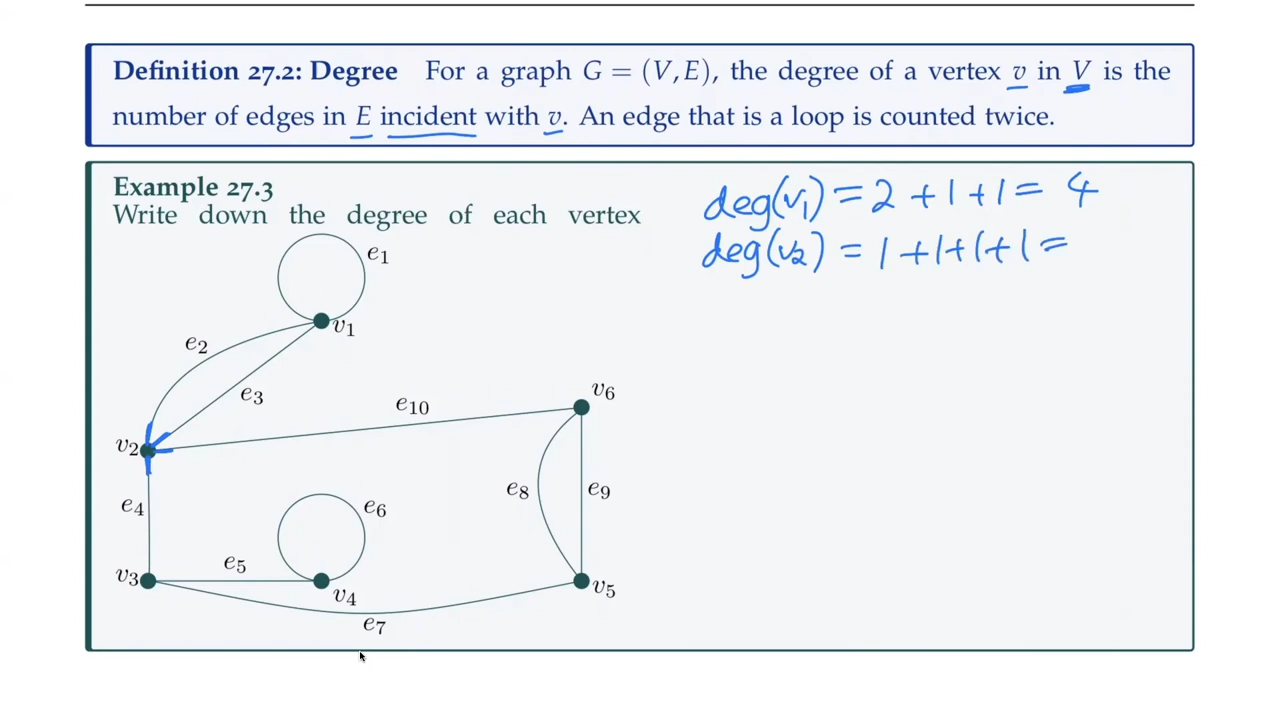 Definition 27.2: Degree For a graph G = (V, E), the degree of a vertex v in V is the
number of edges in E incident with v. An edge that is a loop is counted twice.
Example 27.3
Write down the degree of each vertex
deg(v₁) = 2 + 1 + 1 = 4
deg(v₂) = 1 + 1 + 1 + 1 =
e₁
v₁
e₂
e₃
v₆
e₁₀
v₂
e₈
e₉
e₄
e₆
e₅
v₃
v₄
v₅
e₇